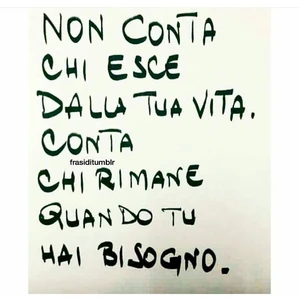 NON CONTA
CHI ESCE
DALLA TUA VITA.
CONTA
frasiditumblr
CHI RIMANE
QUANDO TU
HAI BISOGNO.